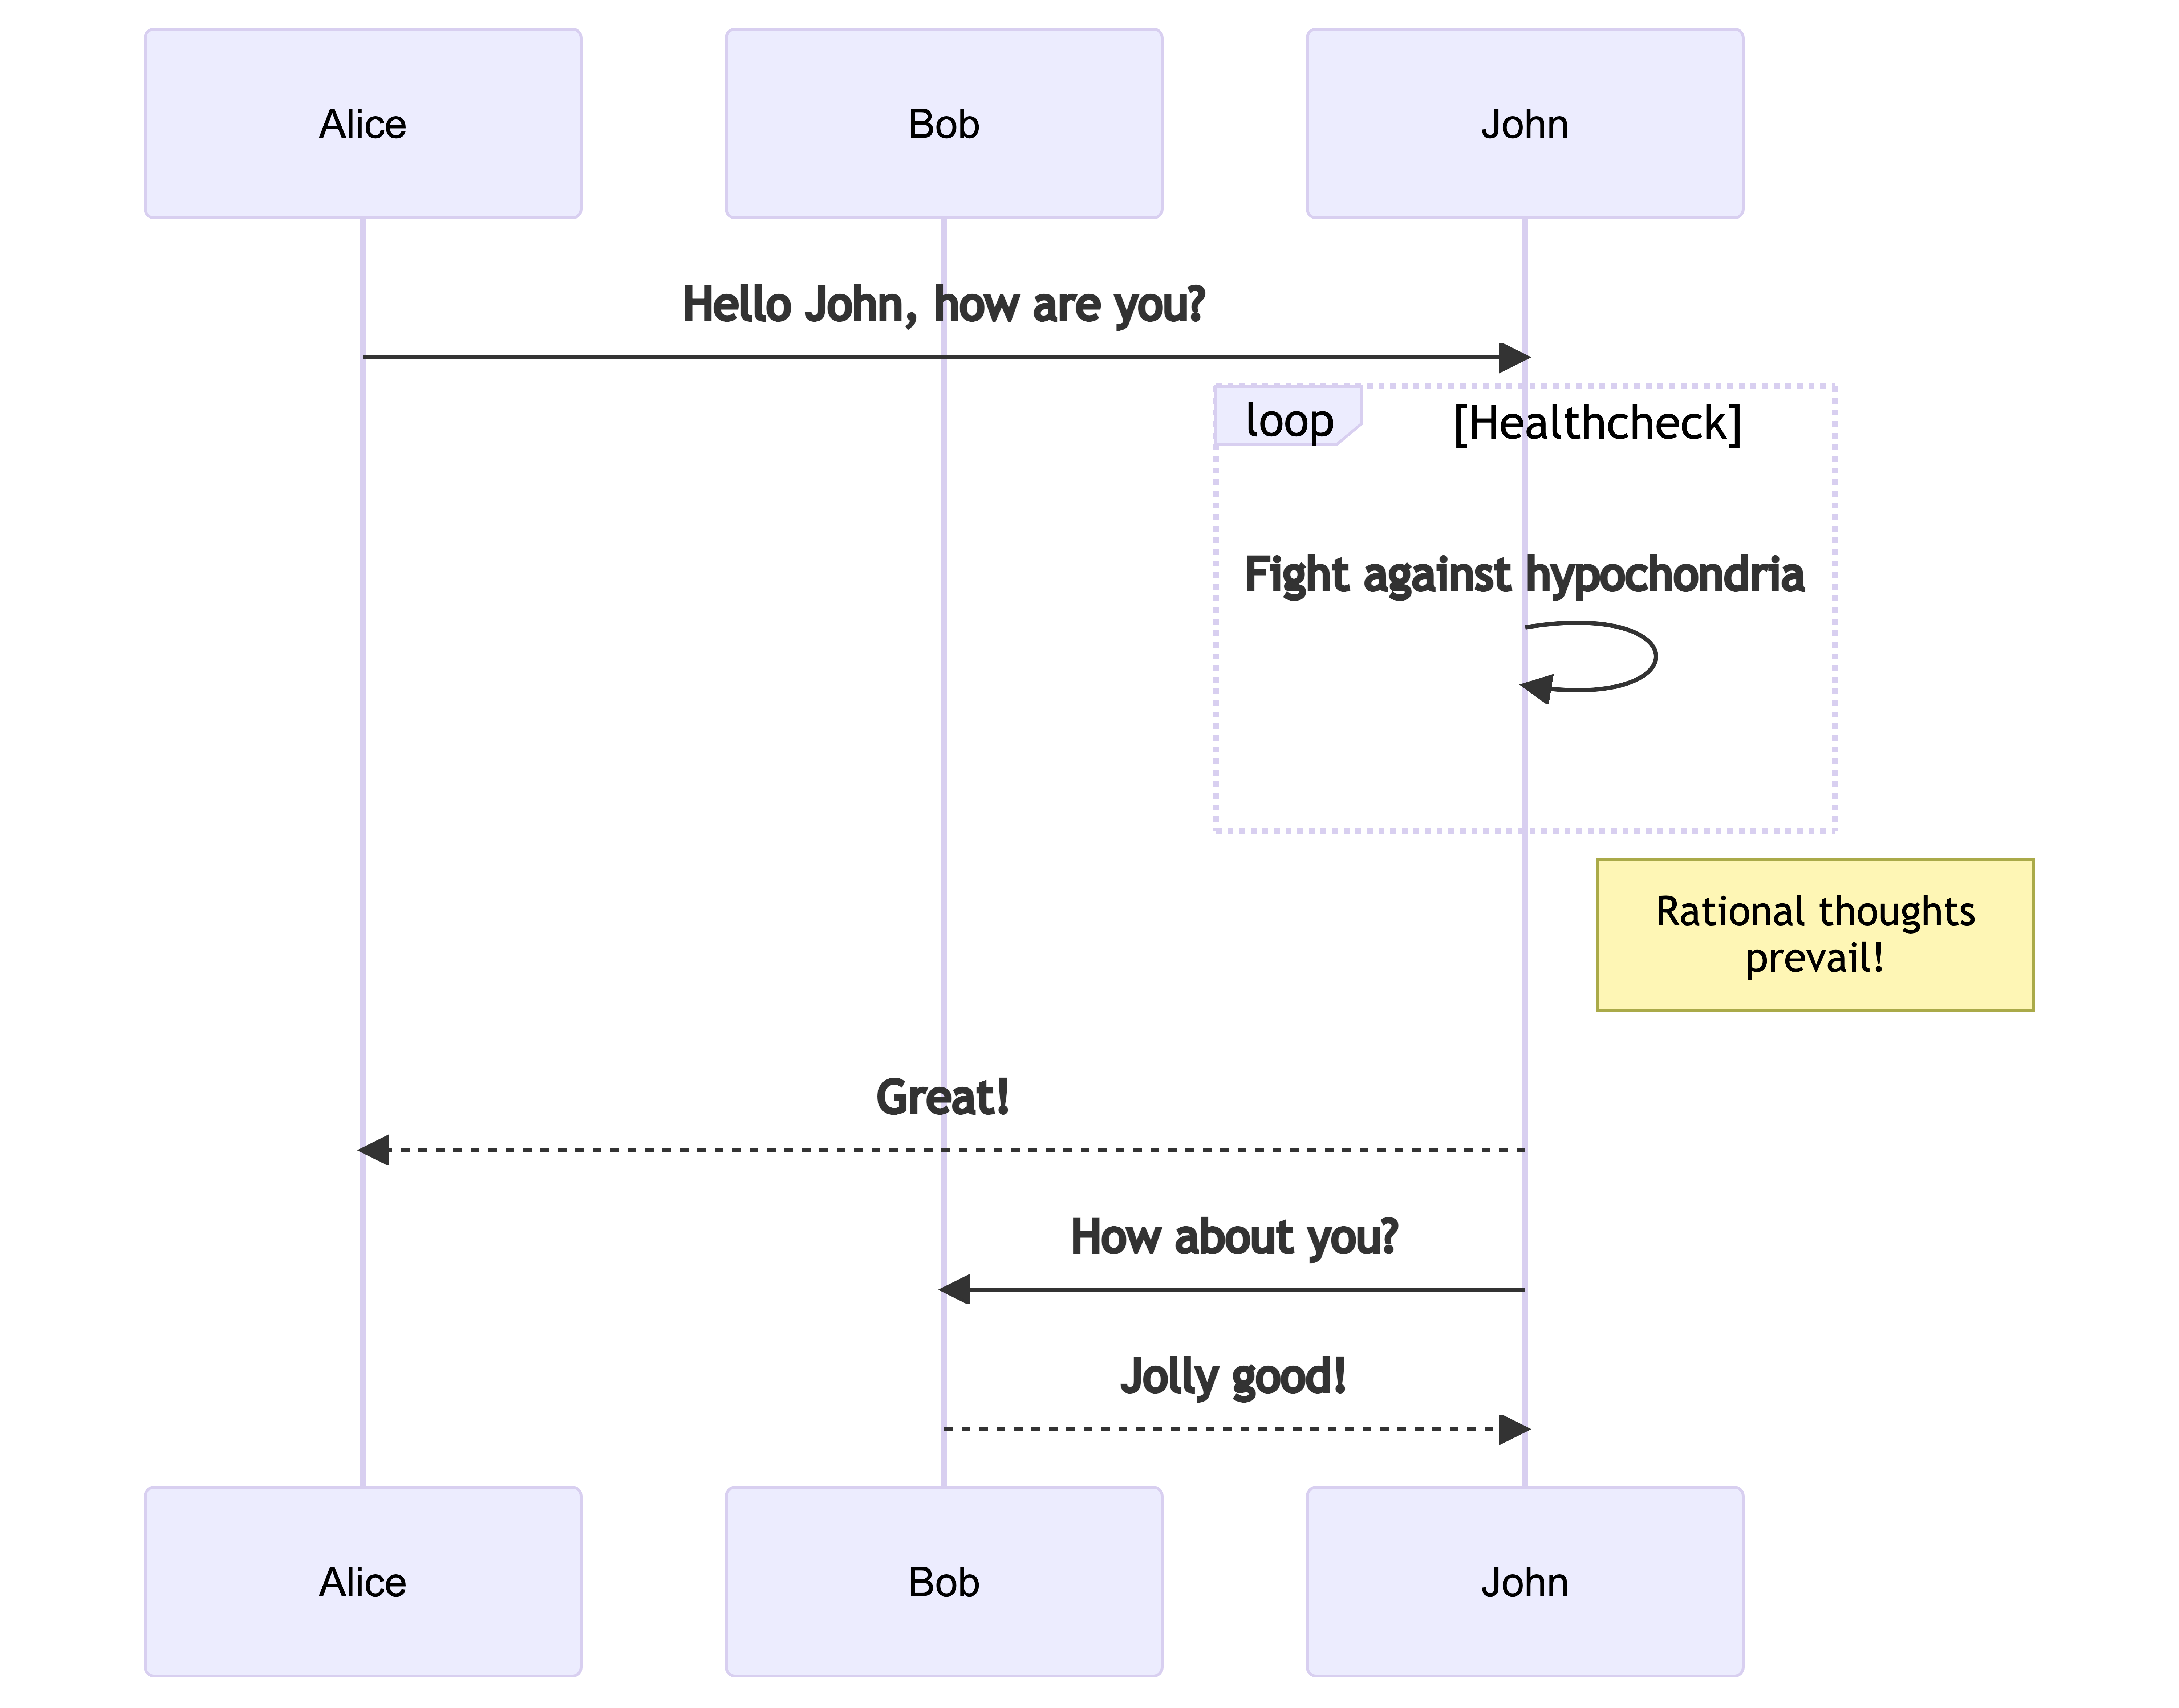 Alice
Bob
John
Hello John, how are you?
loop
[Healthcheck]
Fight against hypochondria
Rational thoughts
prevail!
Great!
How about you?
Jolly good!
Alice
Bob
John